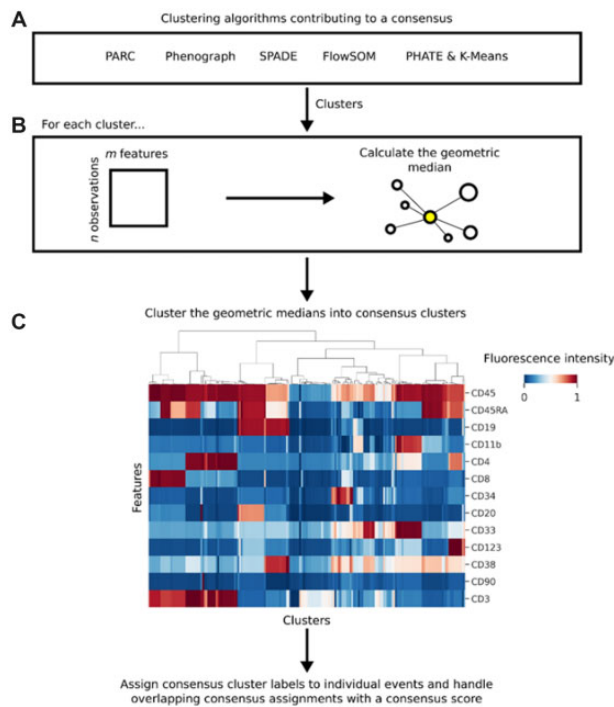 A
Clustering algorithms contributing to a consensus
PARC Phenograph SPADE FlowSOM PHATE & K-Means
Clusters
B
For each cluster...
m features
n observations
Calculate the geometric
median
Cluster the geometric medians into consensus clusters
C
Fluorescence intensity
0 1
Features
CD45
CD45RA
CD19
CD11b
CD4
CD8
CD34
CD20
CD33
CD123
CD38
CD90
CD3
Clusters
Assign consensus cluster labels to individual events and handle
overlapping consensus assignments with a consensus score